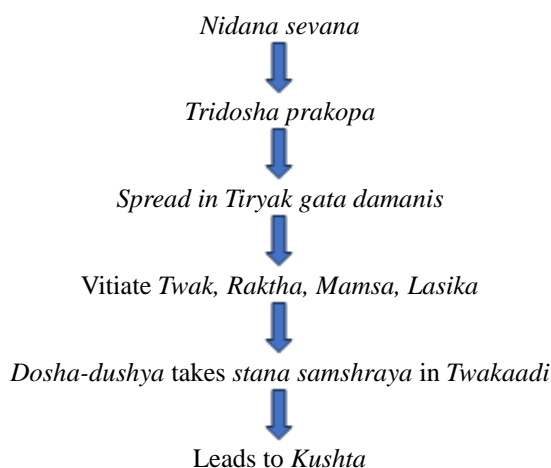 Nidana sevana
Tridosha prakopa
Spread in Tiryak gata damanis
Vitiate Twak, Raktha, Mamsa, Lasika
Dosha-dushya takes stana samshraya in Twakaadi
Leads to Kushta